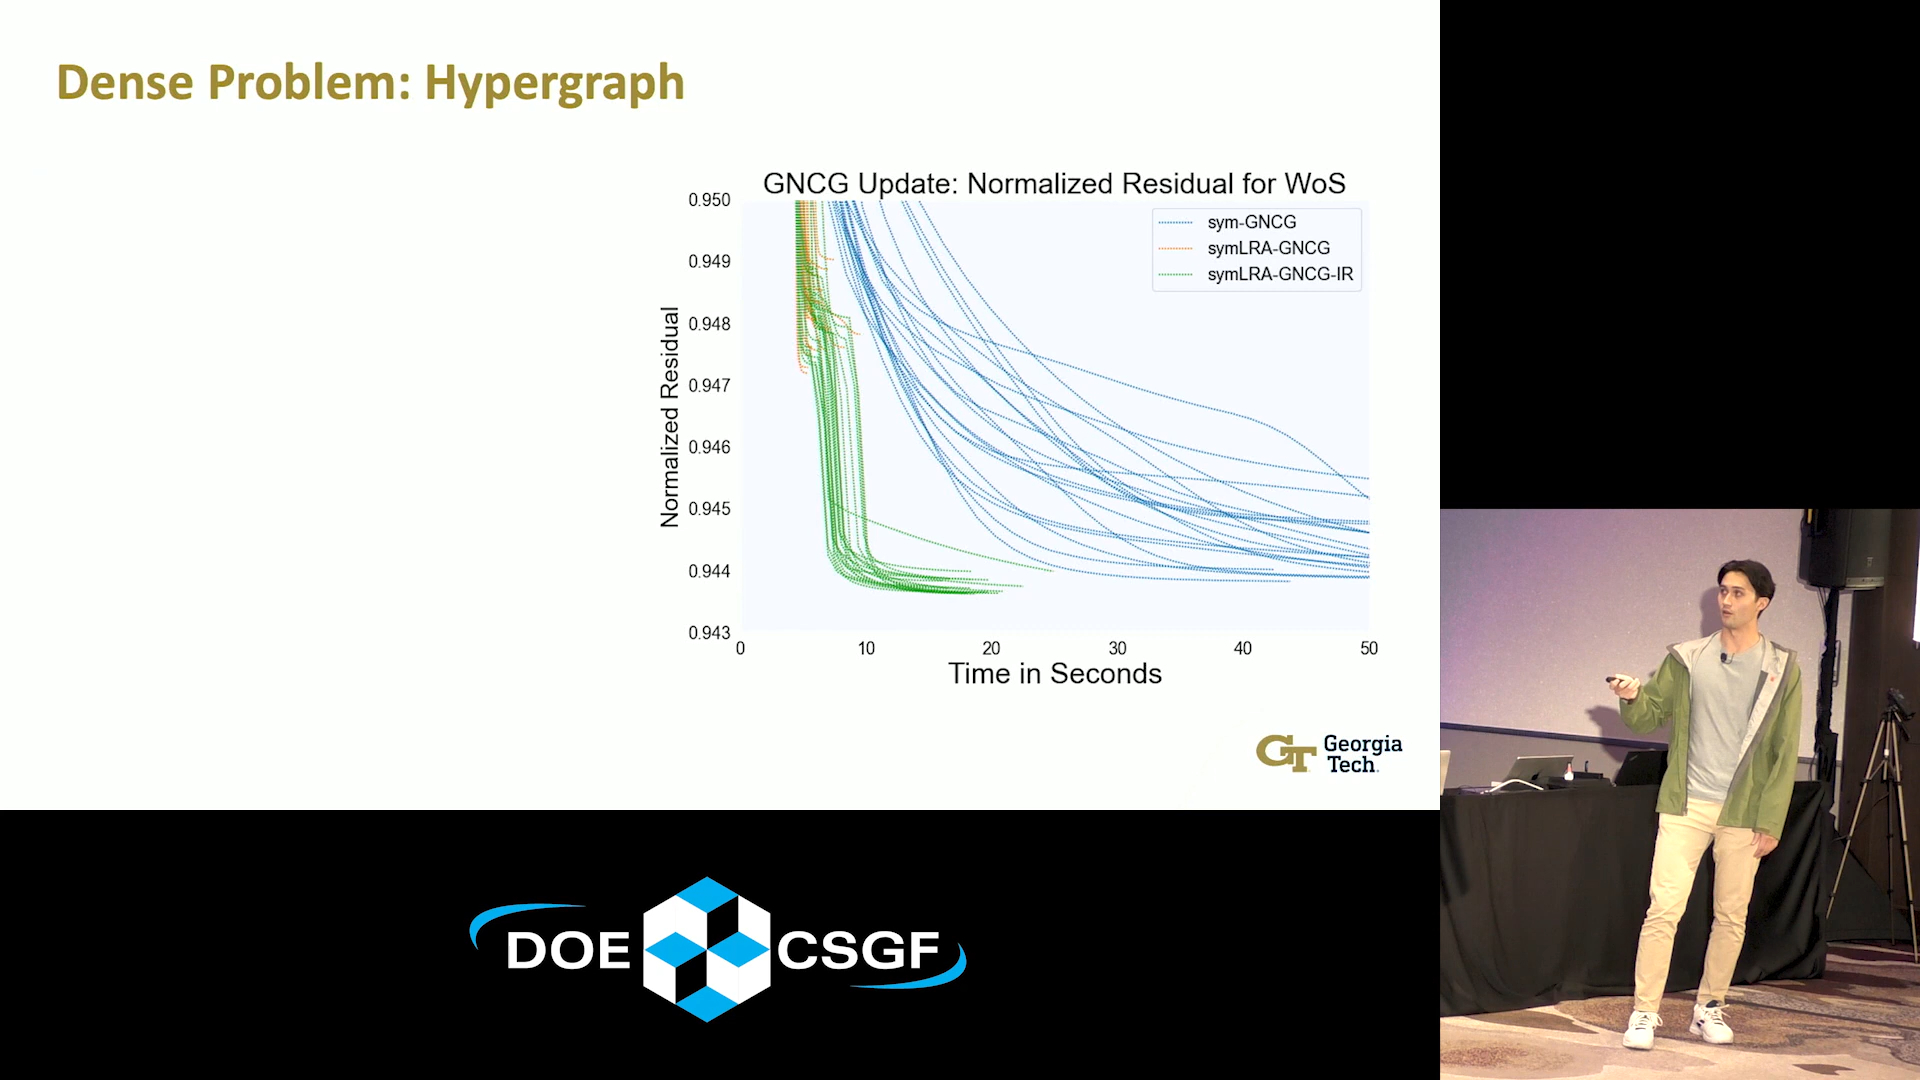 Dense Problem: Hypergraph
GNCG Update: Normalized Residual for WoS
0.950
0.949
0.948
0.947
0.946
0.945
0.944
0.943
Normalized Residual
sym-GNCG
symLRA-GNCG
symLRA-GNCG-IR
0 10 20 30 40 50
Time in Seconds
GT Georgia
Tech
DOE CSGF